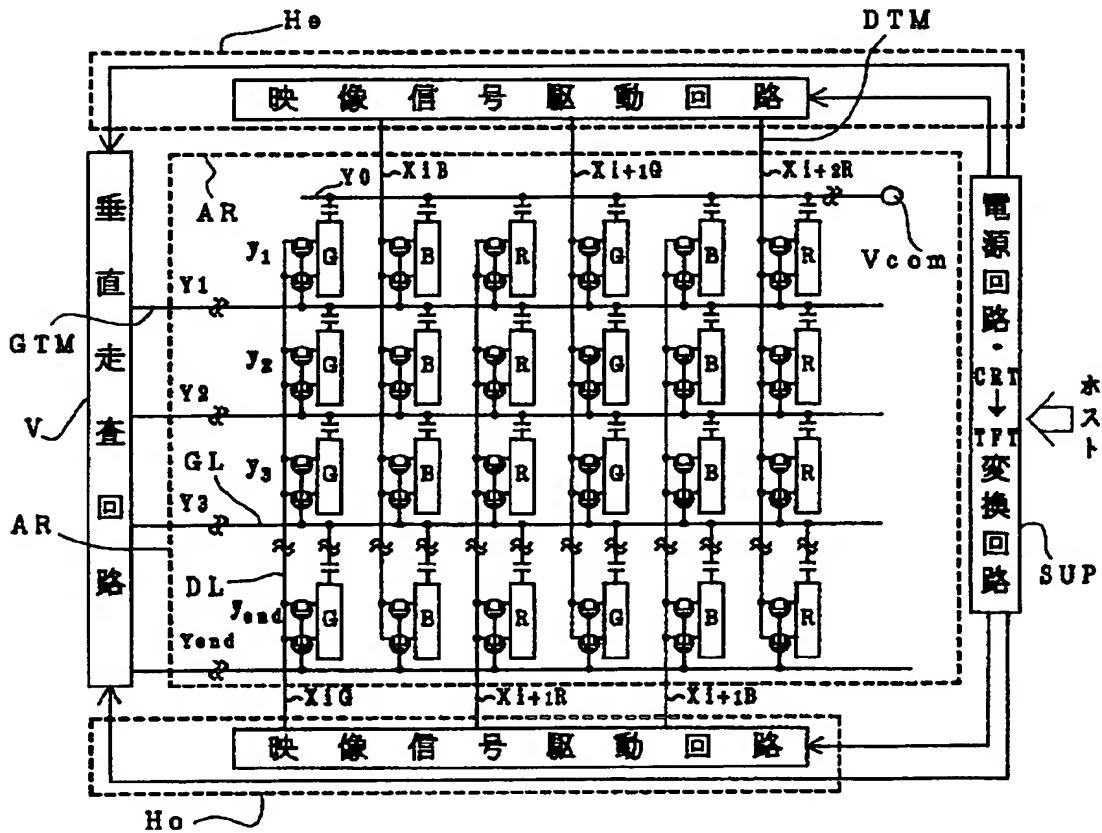 He
DTM
映像信号駆動回路
XiB
Xi+1G
Xi+2R
AR
Y0
Vcom
y1
G
B
R
G
B
R
Y1
GTM
y2
G
B
R
G
B
R
Y2
V
垂直走査回路
GL
y3
G
B
R
G
B
R
Y3
AR
DL
yend
G
B
R
G
B
R
Yend
電源回路・CRT→TFT変換回路
ホスト
SUP
XiG
Xi+1R
Xi+1B
映像信号駆動回路
Ho